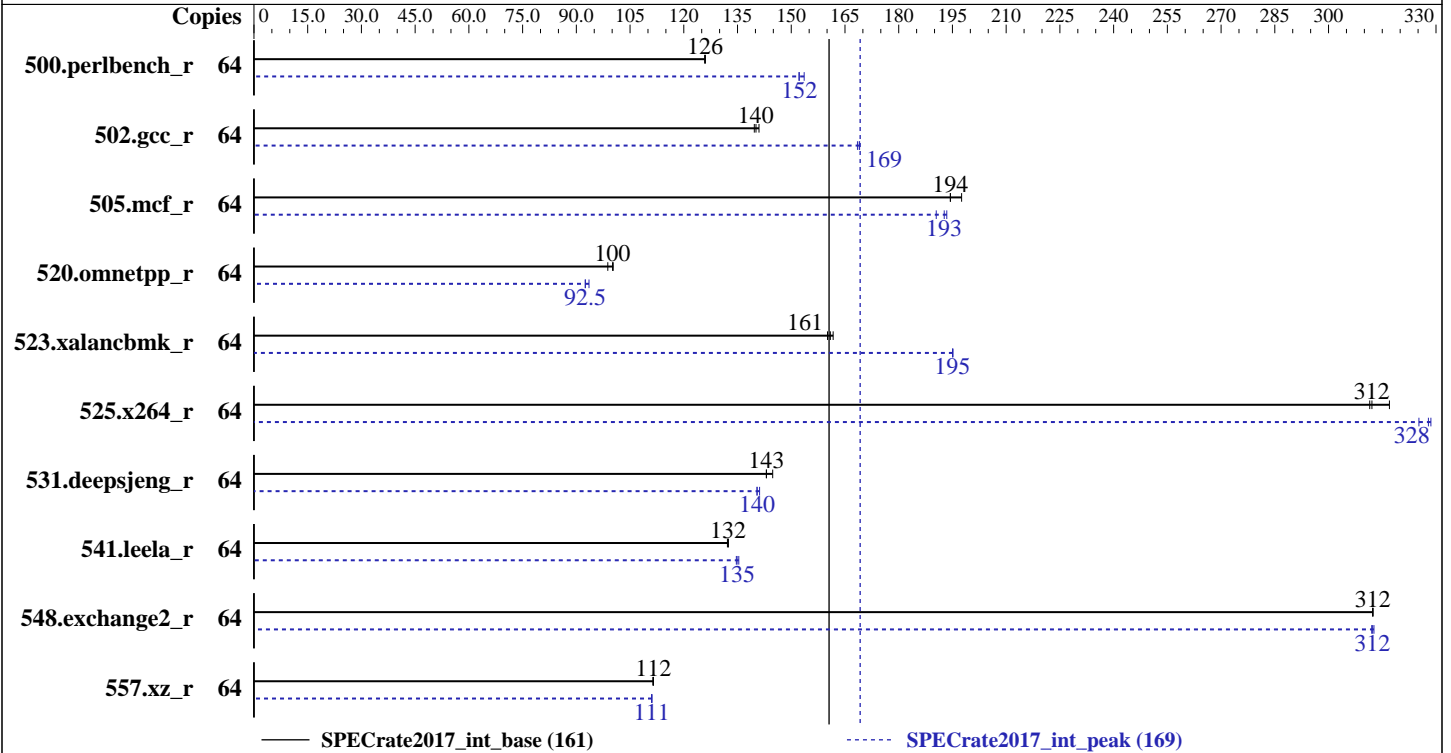 Copies 0 15.0 30.0 45.0 60.0 75.0 90.0 105 120 135 150 165 180 195 210 225 240 255 270 285 300 330
126
500.perlbench_r 64
152
140
502.gcc_r 64
169
194
505.mcf_r 64
193
100
520.omnetpp_r 64
92.5
161
523.xalancbmk_r 64
195
312
525.x264_r 64
328
143
531.deepsjeng_r 64
140
132
541.leela_r 64
135
312
548.exchange2_r 64
312
112
557.xz_r 64
111
SPECrate2017_int_base (161) SPECrate2017_int_peak (169)